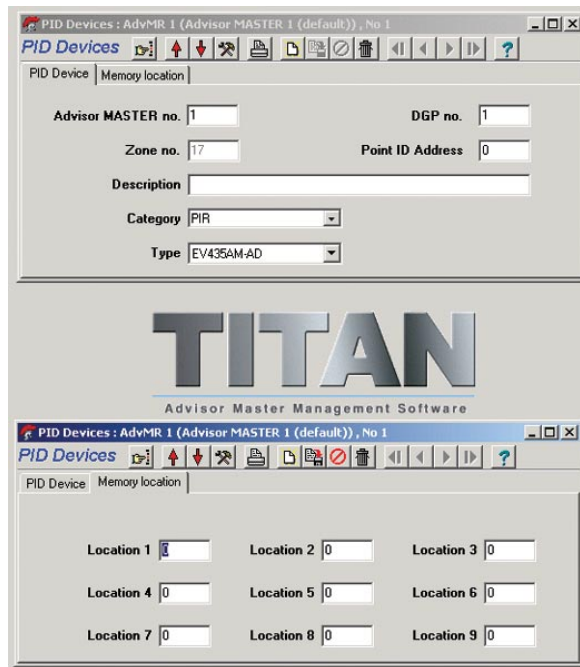 PID Devices : AdvMR 1 (Advisor MASTER 1 (default)) , No 1
PID Devices ?
PID Device Memory location
Advisor MASTER no. 1 DGP no. 1
Zone no. 17 Point ID Address 0
Description
Category PIR
Type EV435AM-AD
TITAN
Advisor Master Management Software
PID Devices : AdvMR 1 (Advisor MASTER 1 (default)) , No 1
PID Devices ?
PID Device Memory location
Location 1 0 Location 2 0 Location 3 0
Location 4 0 Location 5 0 Location 6 0
Location 7 0 Location 8 0 Location 9 0